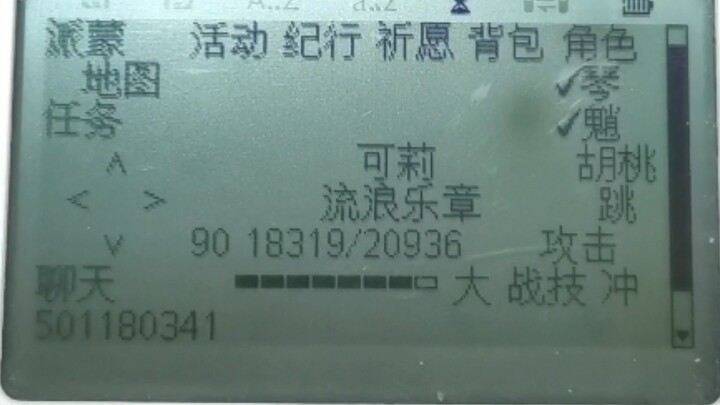 A..Z a..z
派蒙 活动 纪行 祈愿 背包 角色
地图 ✓琴
任务 ✓魈
^ 可莉 胡桃
< > 流浪乐章 跳
v 90 18319/20936 攻击
聊天 大 战技 冲
501180341